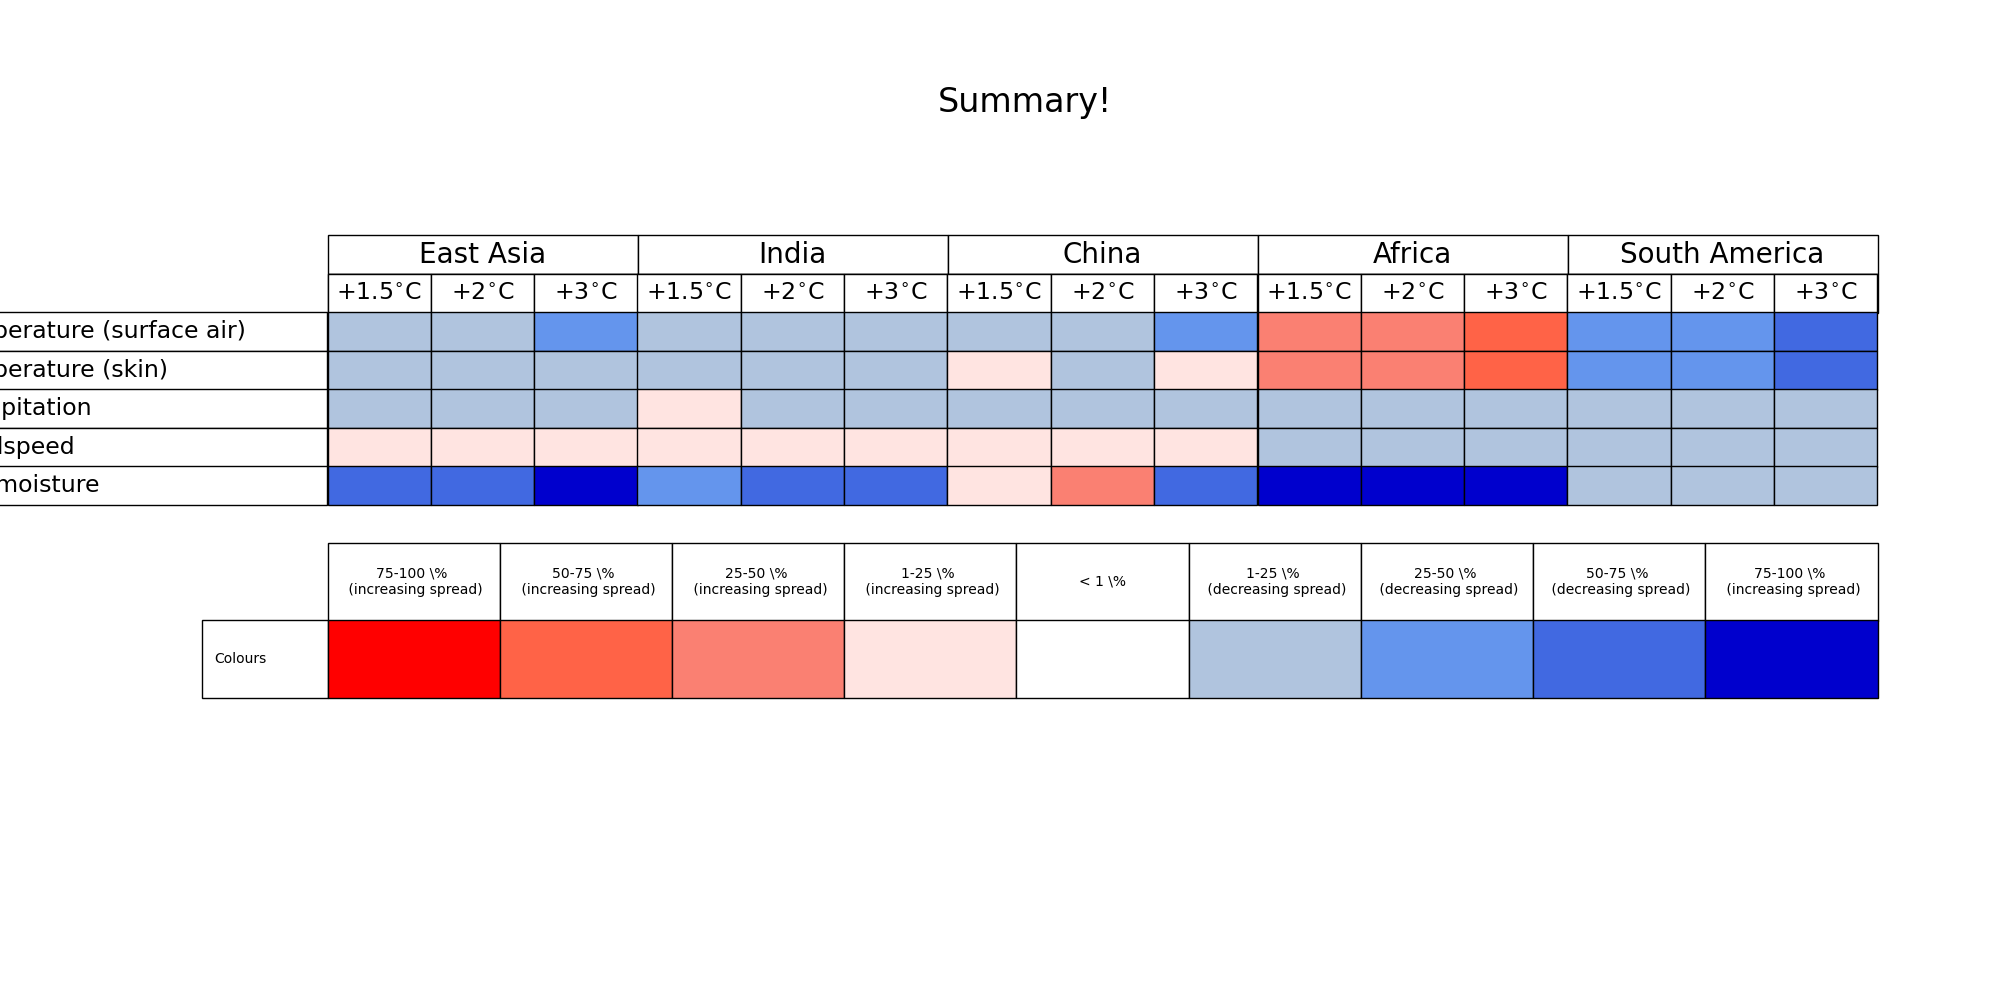 Summary!
East Asia India China Africa South America
+1.5°C +2°C +3°C +1.5°C +2°C +3°C +1.5°C +2°C +3°C +1.5°C +2°C +3°C +1.5°C +2°C +3°C
perature (surface air)
perature (skin)
pitation
lspeed
moisture
75-100 \% 50-75 \% 25-50 \% 1-25 \% < 1 \% 1-25 \% 25-50 \% 50-75 \% 75-100 \%
(increasing spread) (increasing spread) (increasing spread) (increasing spread) (decreasing spread) (decreasing spread) (decreasing spread) (increasing spread)
Colours